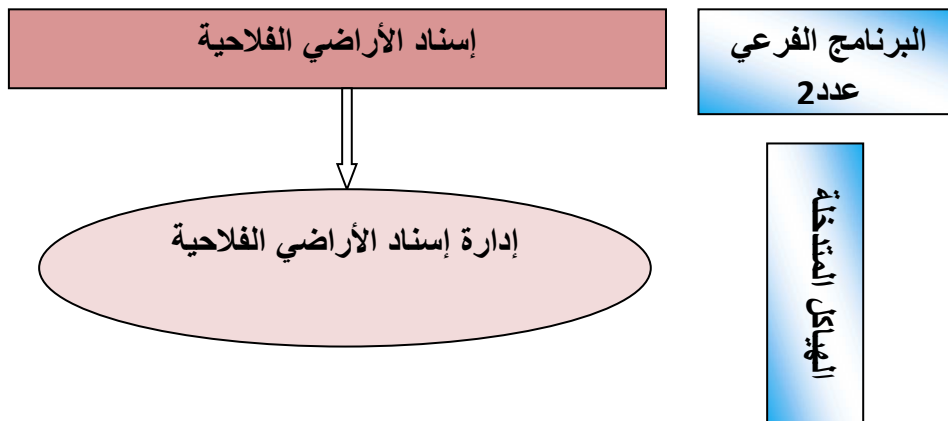 البرنامج الفرعي
عدد2
إسناد الأراضي الفلاحية
الهياكل المتدخلة
إدارة إسناد الأراضي الفلاحية